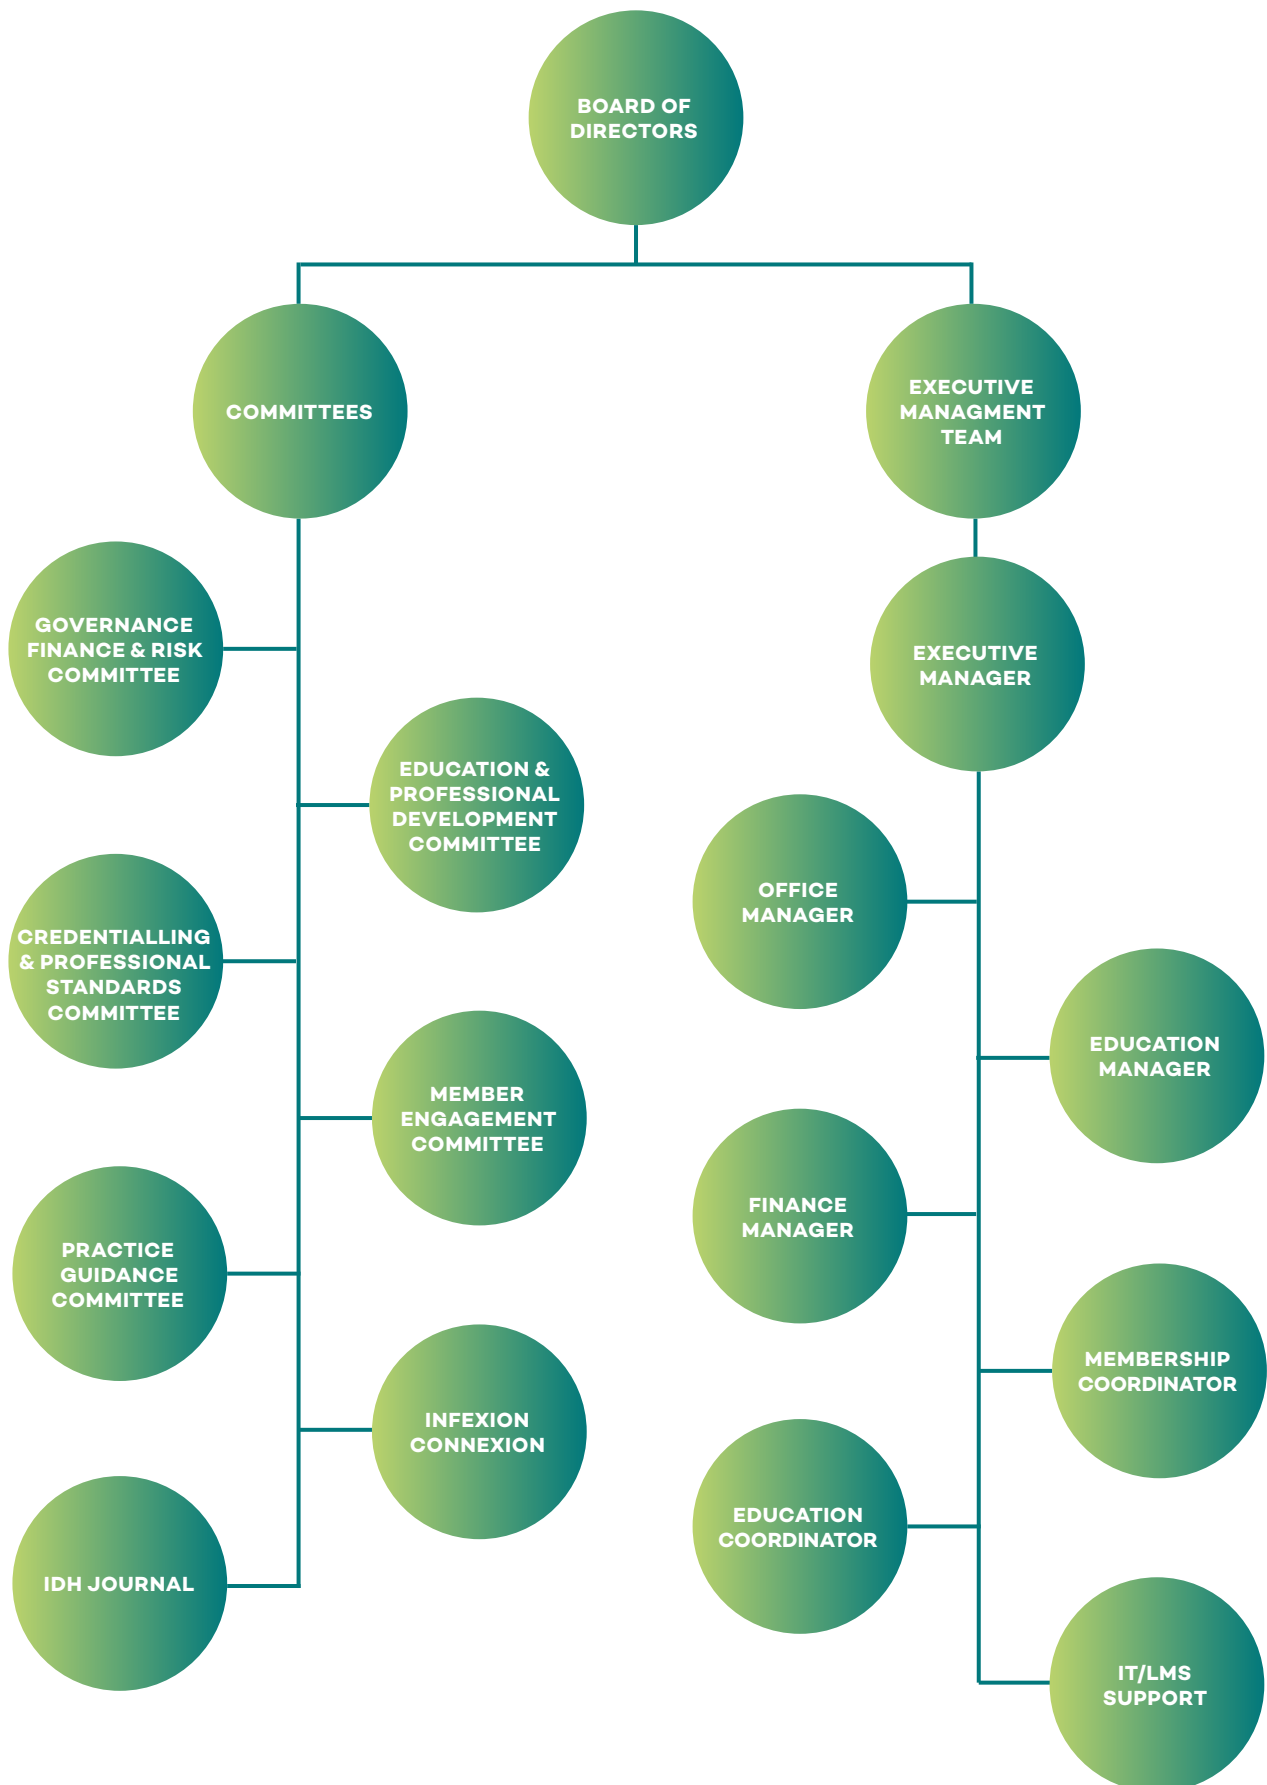 BOARD OF
DIRECTORS
COMMITTEES
EXECUTIVE
MANAGMENT
TEAM
GOVERNANCE
FINANCE & RISK
COMMITTEE
EDUCATION &
PROFESSIONAL
DEVELOPMENT
COMMITTEE
CREDENTIALLING
& PROFESSIONAL
STANDARDS
COMMITTEE
MEMBER
ENGAGEMENT
COMMITTEE
PRACTICE
GUIDANCE
COMMITTEE
INFEXION
CONNEXION
IDH JOURNAL
EXECUTIVE
MANAGER
OFFICE
MANAGER
EDUCATION
MANAGER
FINANCE
MANAGER
MEMBERSHIP
COORDINATOR
EDUCATION
COORDINATOR
IT/LMS
SUPPORT